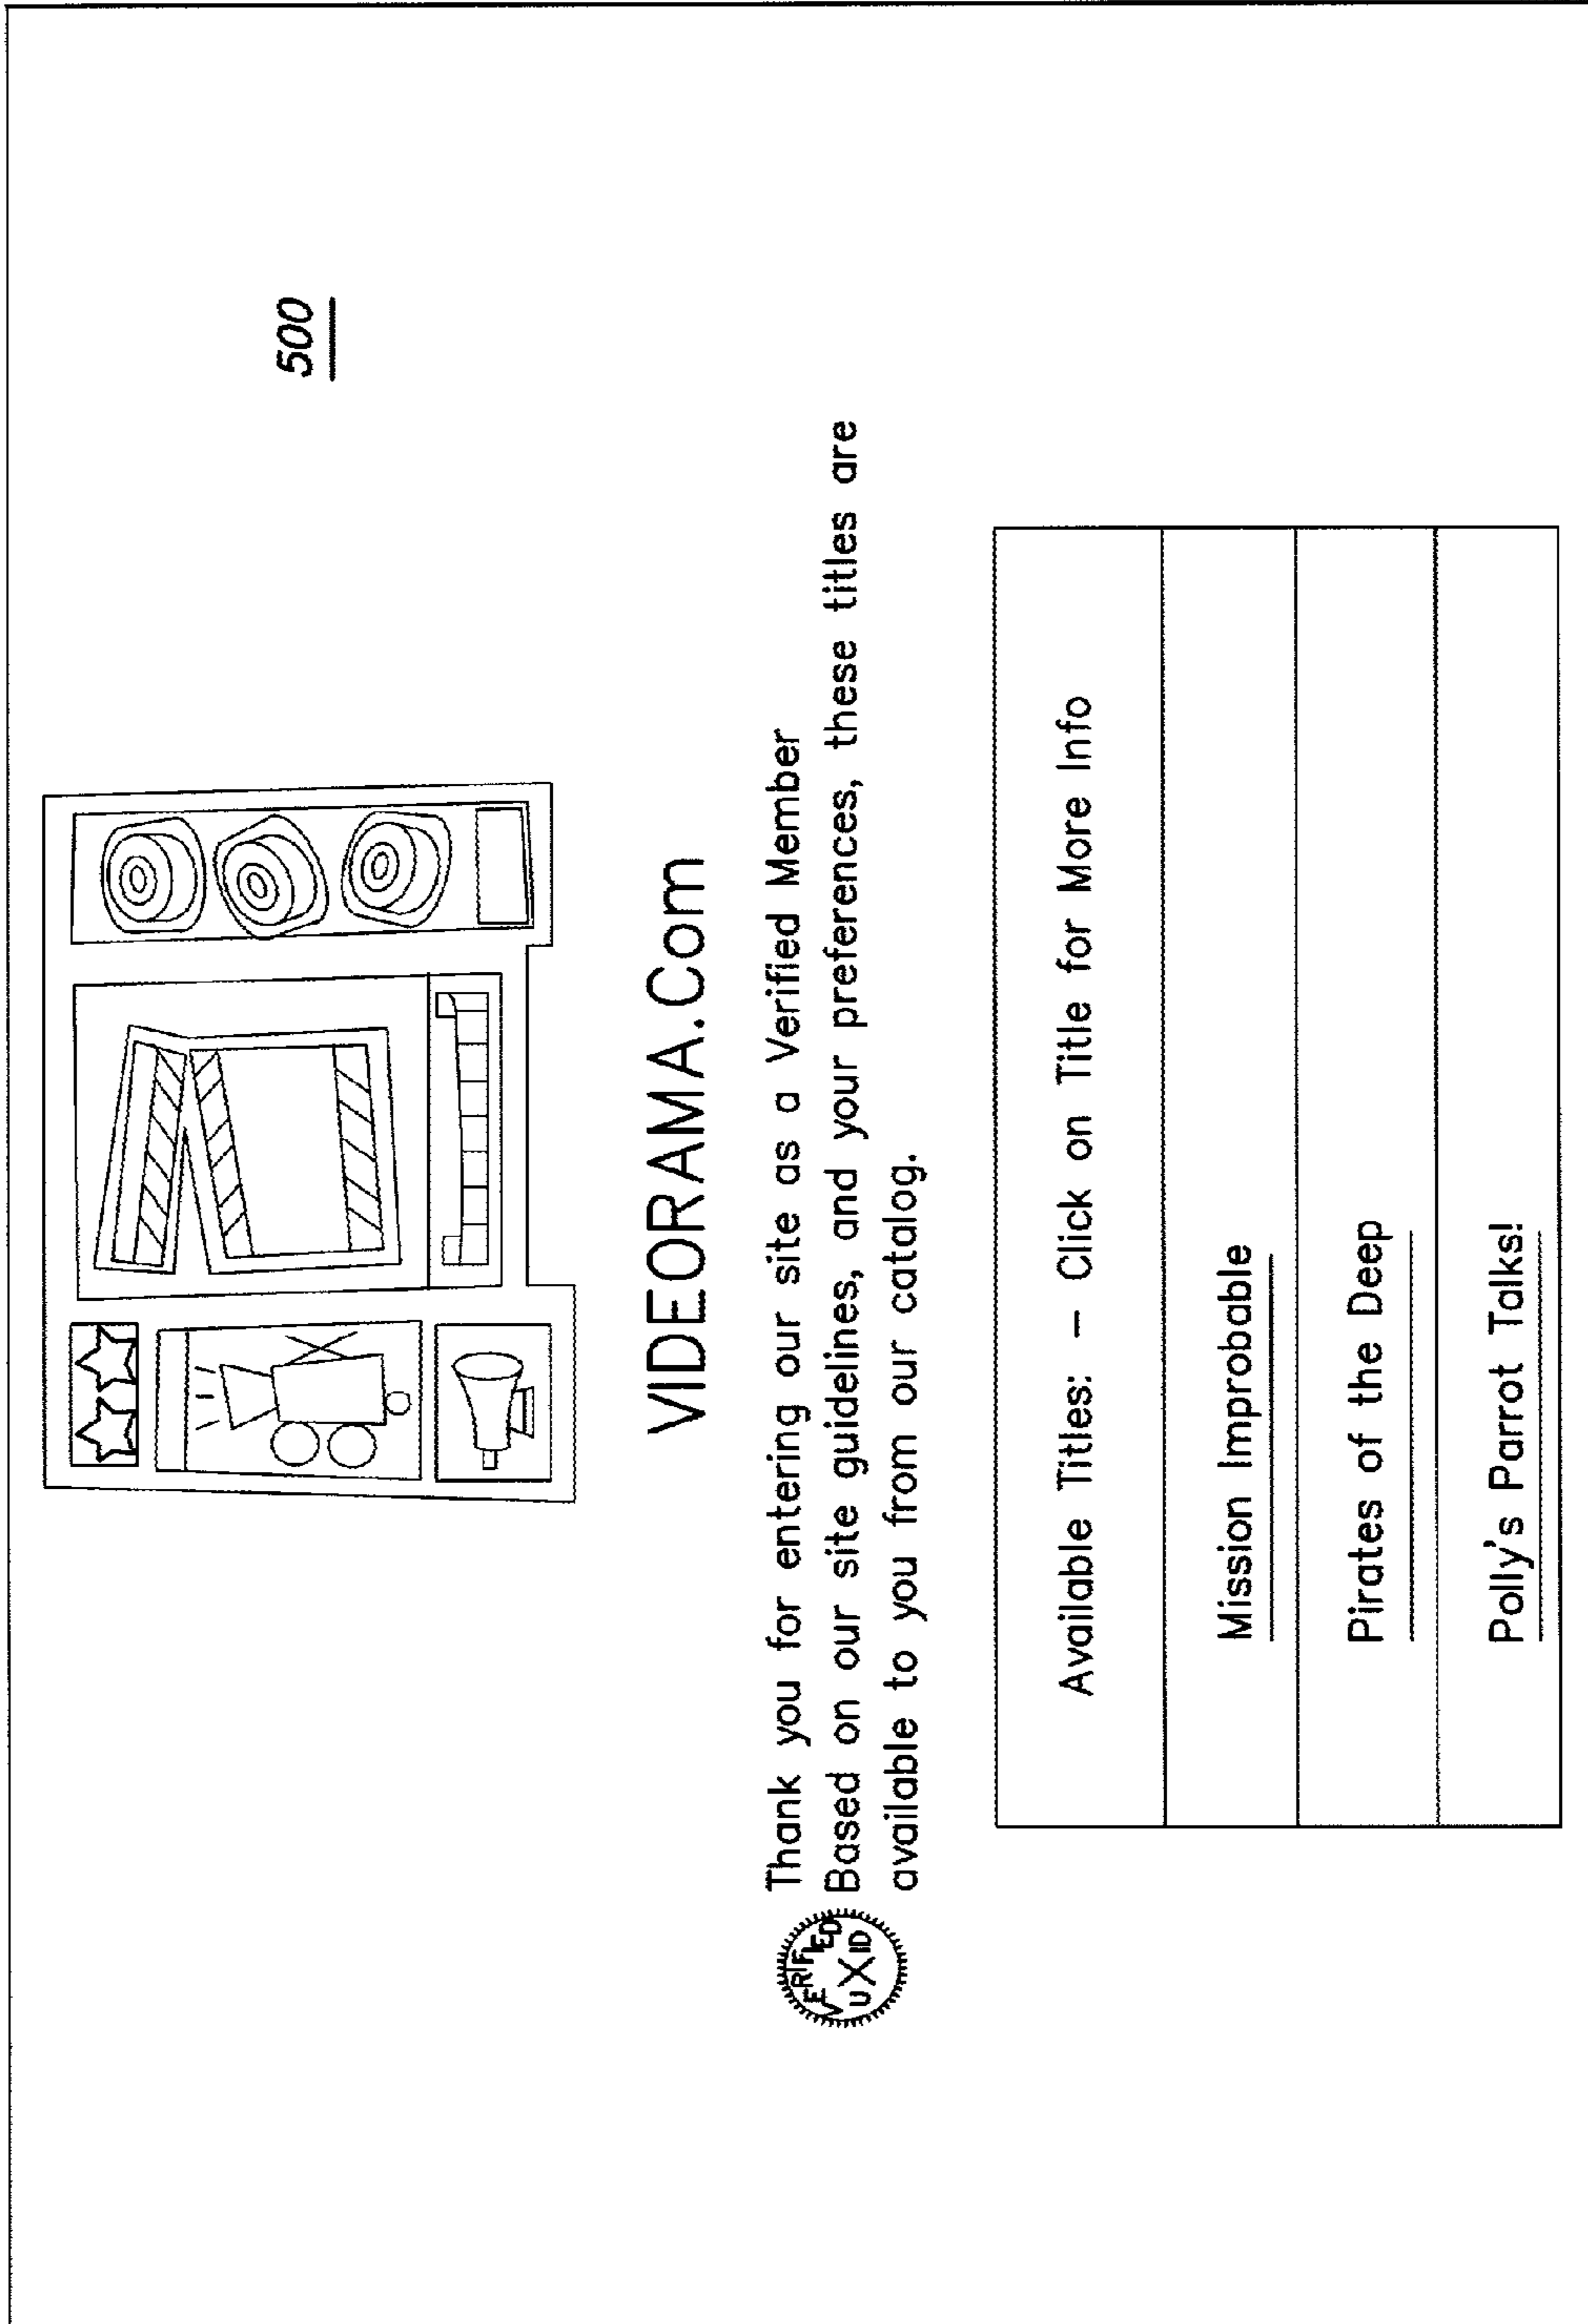 500
VIDEORAMA.Com
Thank you for entering our site as a Verified Member
Based on our site guidelines, and your preferences, these titles are
available to you from our catalog.
VERIFIED
UXID
Available Titles: – Click on Title for More Info
Mission Improbable
Pirates of the Deep
Polly's Parrot Talks!